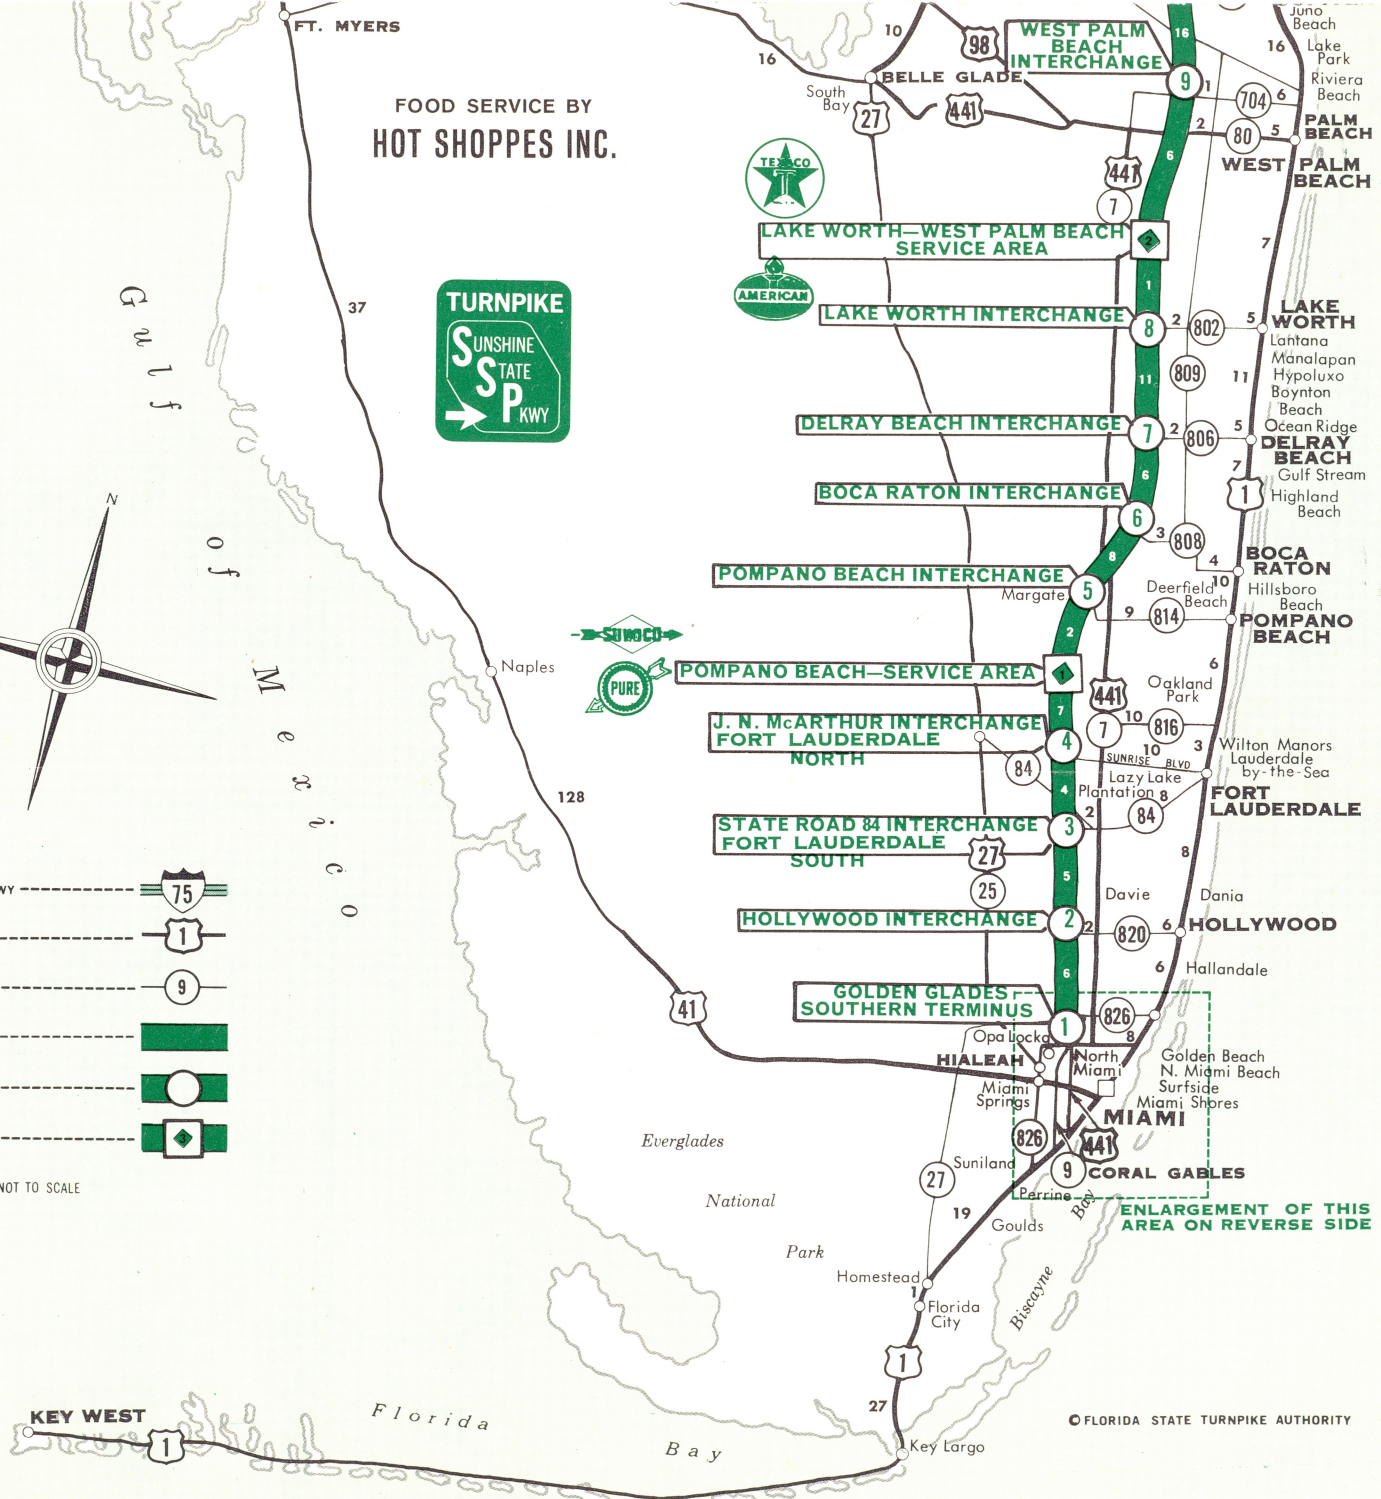 FT. MYERS
FOOD SERVICE BY
HOT SHOPPES INC.
TURNPIKE
SUNSHINE
STATE
PKWY
37
Gulf
of
Mexico
N
Naples
128
41
WY
75
1
9
3
NOT TO SCALE
16
10
98
BELLE GLADE
South
Bay
27
441
WEST PALM
BEACH
INTERCHANGE
16
9
1
704
6
2
80
5
6
441
7
Juno
Beach
16
Lake
Park
Riviera
Beach
PALM
BEACH
WEST PALM
BEACH
7
TEXACO
LAKE WORTH—WEST PALM BEACH
SERVICE AREA
2
AMERICAN
1
LAKE WORTH INTERCHANGE
8
2
802
5
LAKE
WORTH
Lantana
Manalapan
Hypoluxo
Boynton
Beach
Ocean Ridge
11
809
11
DELRAY BEACH INTERCHANGE
7
2
806
5
DELRAY
BEACH
7
Gulf Stream
1
Highland
Beach
6
BOCA RATON INTERCHANGE
6
3
808
4
BOCA
RATON
8
10
POMPANO BEACH INTERCHANGE
5
Margate
Deerfield
Beach
Hillsboro
Beach
9
814
POMPANO
BEACH
2
SUNOCO
PURE
POMPANO BEACH—SERVICE AREA
1
6
7
441
Oakland
Park
7
10
816
J. N. McARTHUR INTERCHANGE
FORT LAUDERDALE
NORTH
4
10
3
SUNRISE BLVD
Wilton Manors
Lauderdale
by-the-Sea
84
4
Lazy Lake
Plantation
8
FORT
LAUDERDALE
2
84
STATE ROAD 84 INTERCHANGE
FORT LAUDERDALE
SOUTH
3
27
25
5
8
Davie
Dania
HOLLYWOOD INTERCHANGE
2
2
820
6
HOLLYWOOD
6
6
Hallandale
GOLDEN GLADES
SOUTHERN TERMINUS
1
826
8
Opa Locka
HIALEAH
North
Miami
Golden Beach
N. Miami Beach
Surfside
Miami Shores
Miami
Springs
MIAMI
826
441
9
CORAL GABLES
Suniland
27
Perrine
19
Goulds
ENLARGEMENT OF THIS
AREA ON REVERSE SIDE
Everglades
National
Park
Biscayne Bay
Homestead
1
Florida
City
1
27
Key Largo
KEY WEST
1
Florida
Bay
© FLORIDA STATE TURNPIKE AUTHORITY